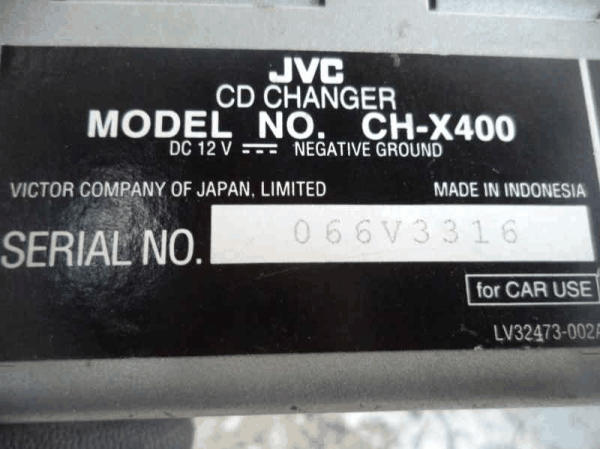 JVC
CD CHANGER
MODEL NO. CH-X400
DC 12 V NEGATIVE GROUND
VICTOR COMPANY OF JAPAN, LIMITED MADE IN INDONESIA
SERIAL NO. 066V3316
for CAR USE
LV32473-002A